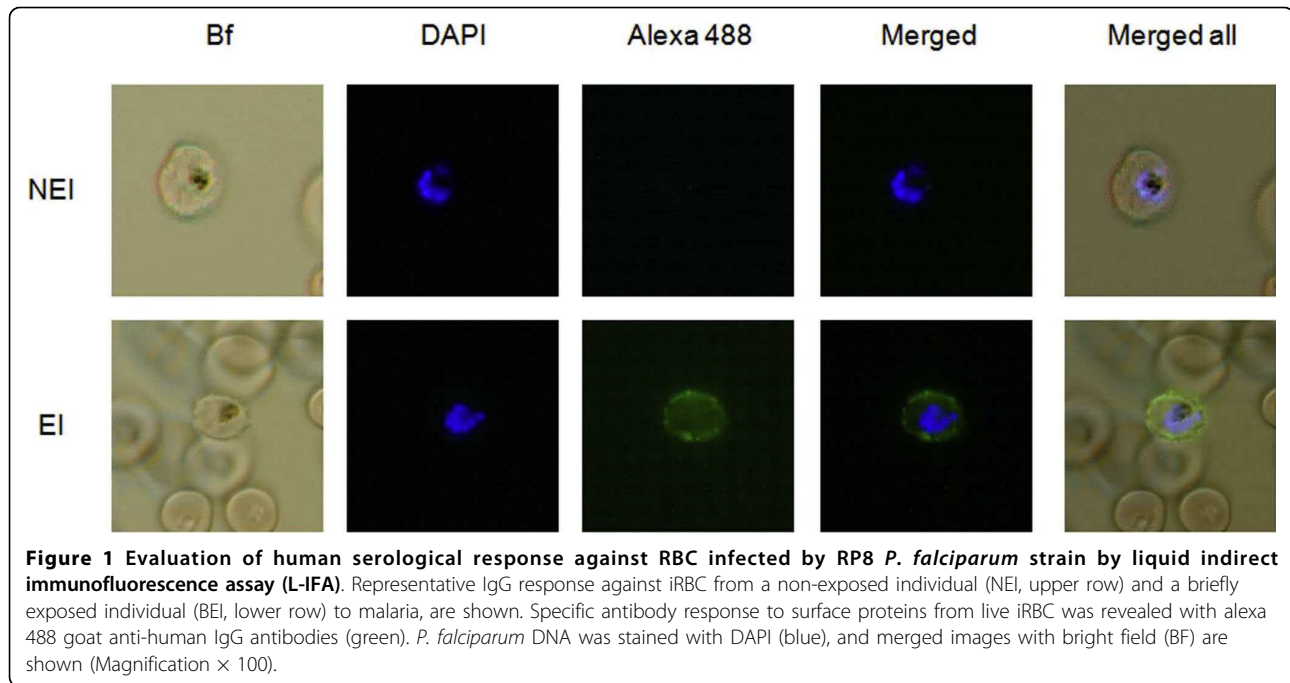 Bf DAPI Alexa 488 Merged Merged all
NEI
EI
Figure 1 Evaluation of human serological response against RBC infected by RP8 P. falciparum strain by liquid indirect
immunofluorescence assay (L-IFA). Representative IgG response against iRBC from a non-exposed individual (NEI, upper row) and a briefly
exposed individual (BEI, lower row) to malaria, are shown. Specific antibody response to surface proteins from live iRBC was revealed with alexa
488 goat anti-human IgG antibodies (green). P. falciparum DNA was stained with DAPI (blue), and merged images with bright field (BF) are
shown (Magnification × 100).